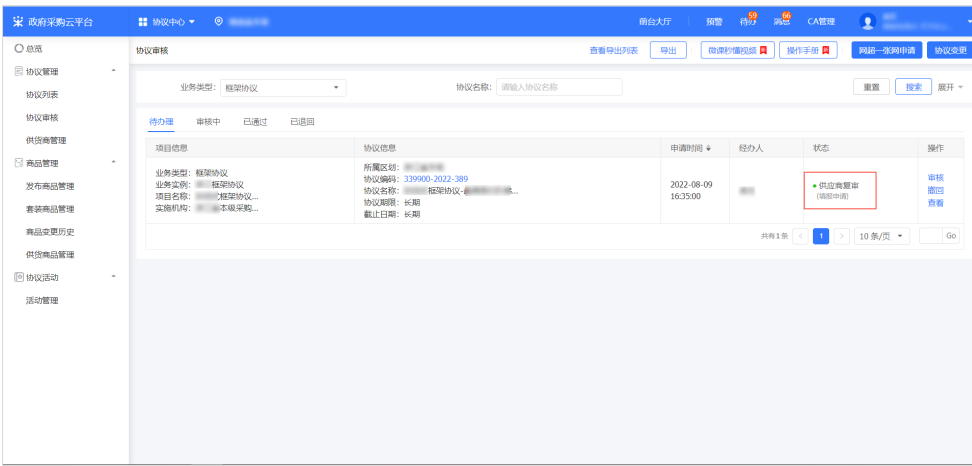 政府采购云平台 协议中心 前台大厅 预警 待办 59 消息 66 CA管理
总览
协议管理
协议列表
协议审核
供货商管理
商品管理
发布商品管理
套装商品管理
商品变更历史
供货商品管理
协议活动
活动管理
协议审核 查看导出列表 导出 微课秒懂视频 操作手册 网超一张网申请 协议变更
业务类型: 框架协议 协议名称: 请输入协议名称 重置 搜索 展开
待办理 审核中 已通过 已退回
项目信息 协议信息 申请时间 经办人 状态 操作
业务类型: 框架协议
业务实例: 框架协议
项目名称: 框架协议...
实施机构: 本级采购...
所属区划:
协议编码: 339900-2022-389
协议名称: 框架协议-
协议期限: 长期
截止日期: 长期
2022-08-09
16:35:00
供应商复审
(填报申请)
审核
撤回
查看
共有1条 < 1 > 10 条/页 Go